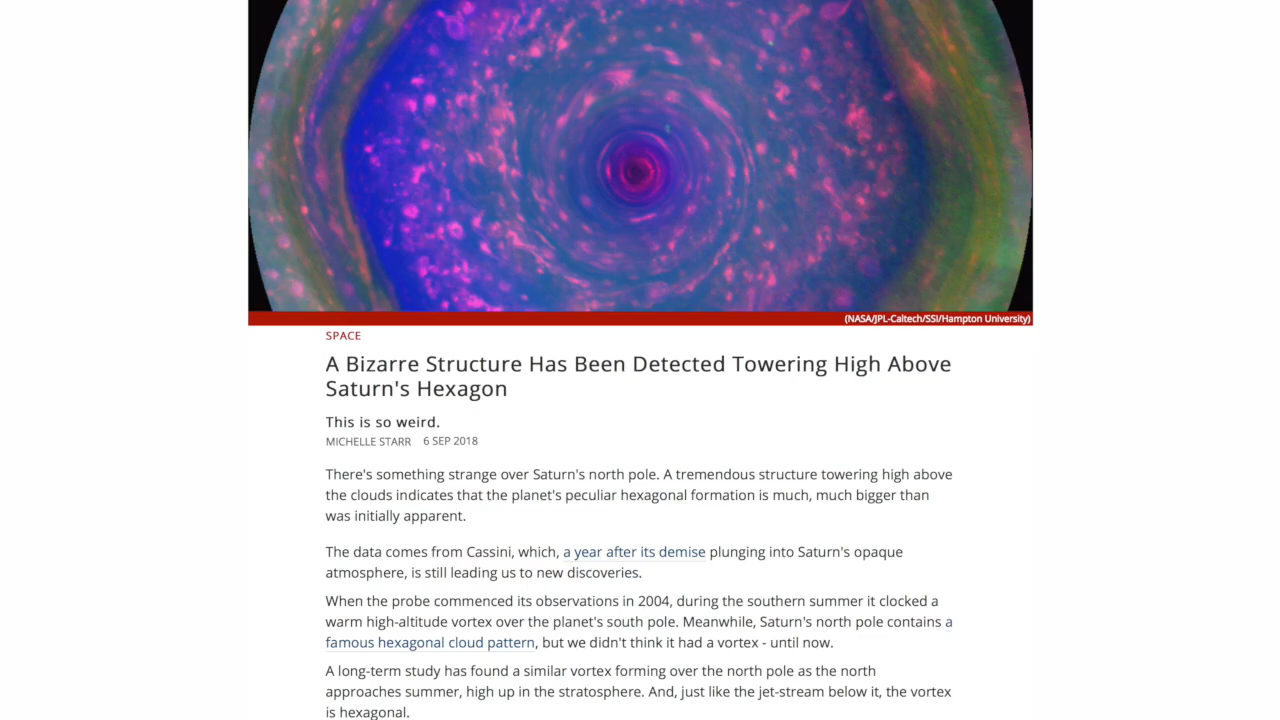 (NASA/JPL-Caltech/SSI/Hampton University)
SPACE
A Bizarre Structure Has Been Detected Towering High Above
Saturn's Hexagon
This is so weird.
MICHELLE STARR 6 SEP 2018
There's something strange over Saturn's north pole. A tremendous structure towering high above
the clouds indicates that the planet's peculiar hexagonal formation is much, much bigger than
was initially apparent.
The data comes from Cassini, which, a year after its demise plunging into Saturn's opaque
atmosphere, is still leading us to new discoveries.
When the probe commenced its observations in 2004, during the southern summer it clocked a
warm high-altitude vortex over the planet's south pole. Meanwhile, Saturn's north pole contains a
famous hexagonal cloud pattern, but we didn't think it had a vortex - until now.
A long-term study has found a similar vortex forming over the north pole as the north
approaches summer, high up in the stratosphere. And, just like the jet-stream below it, the vortex
is hexagonal.